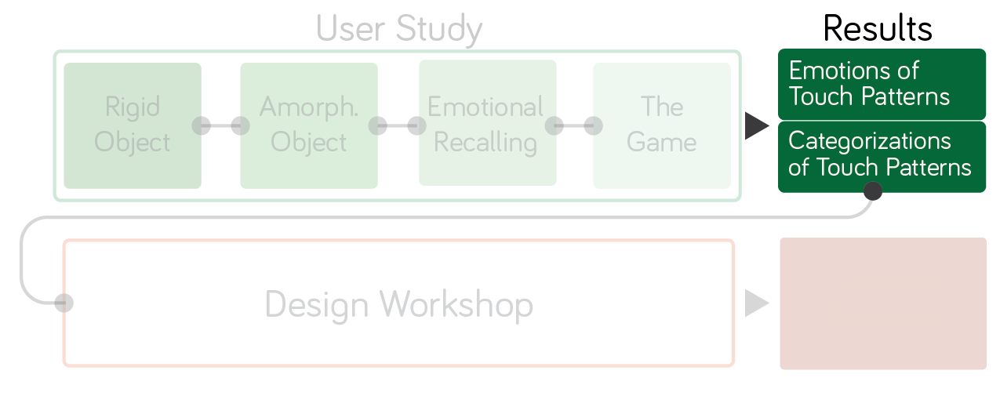 User Study
Results
Rigid
Object
Amorph.
Object
Emotional
Recalling
The
Game
Emotions of
Touch Patterns
Categorizations
of Touch Patterns
Design Workshop